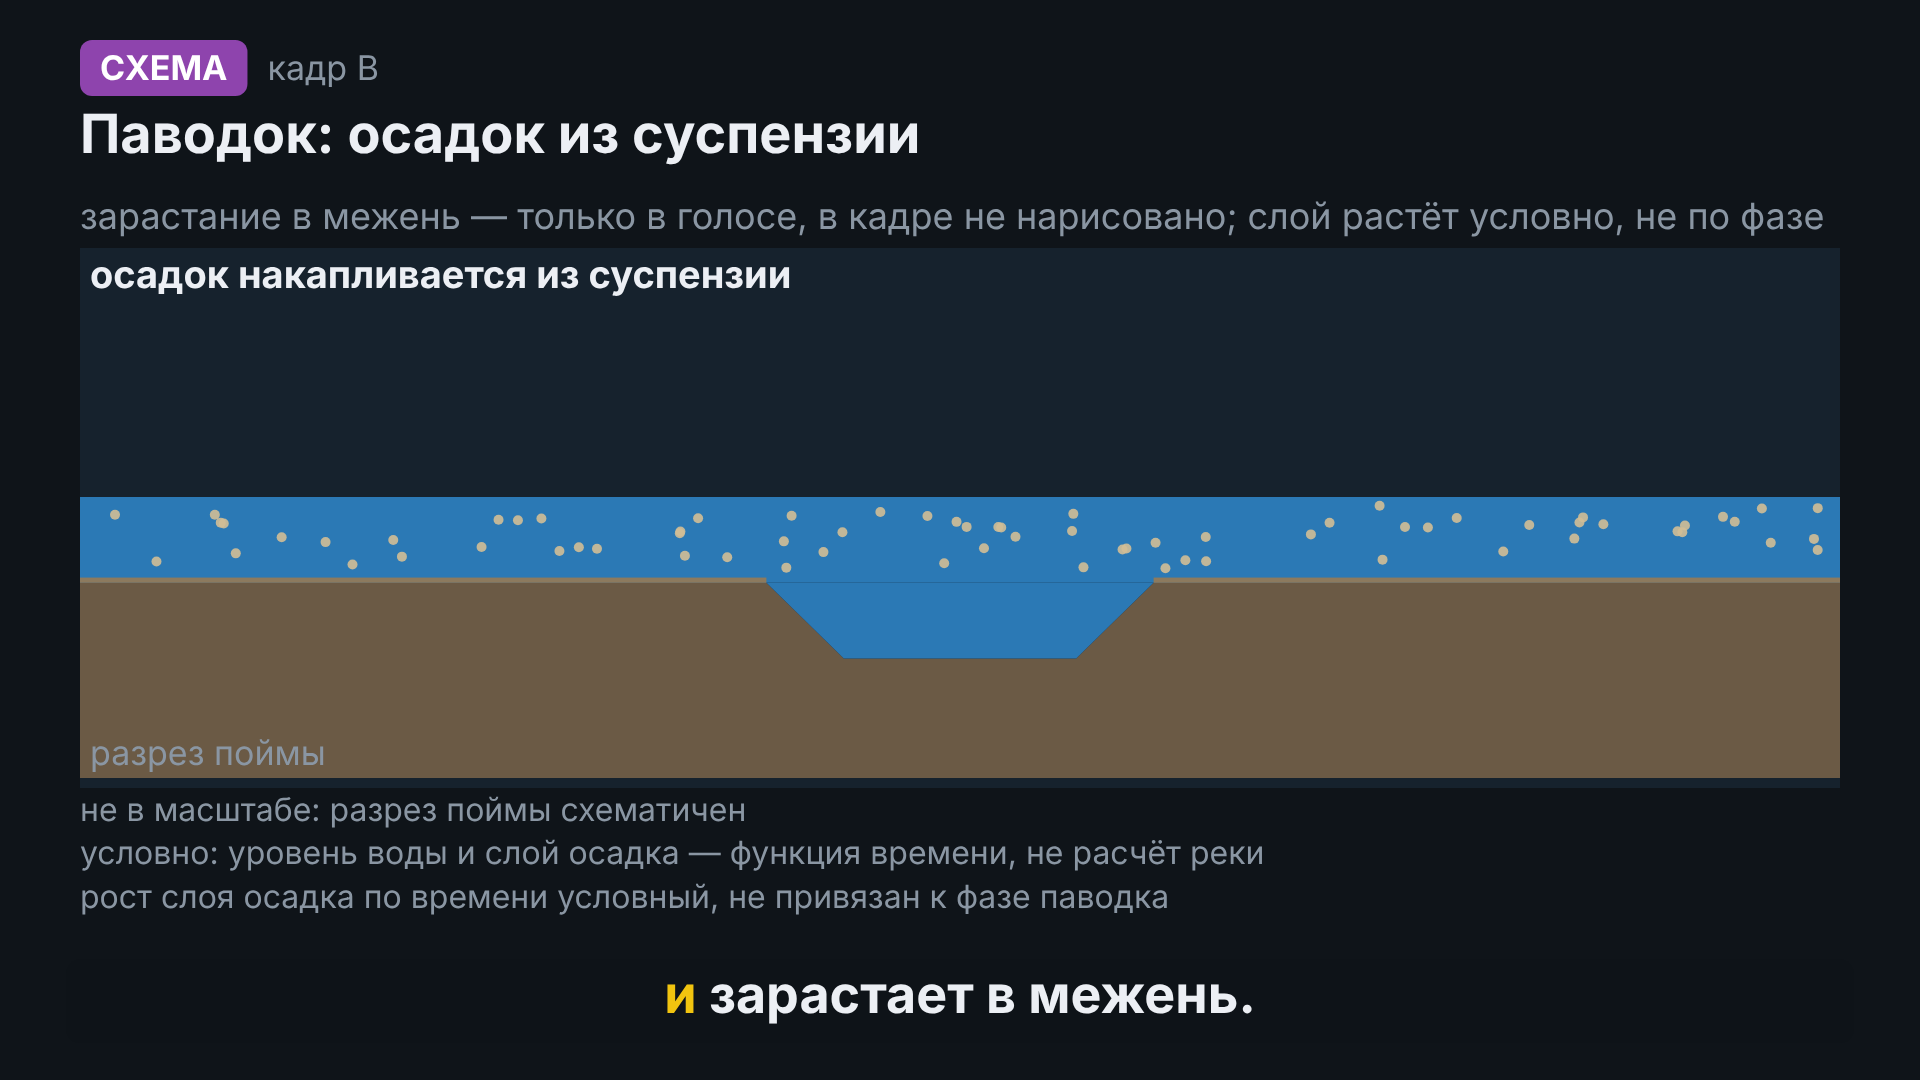 СХЕМА кадр В
Паводок: осадок из суспензии
зарастание в межень — только в голосе, в кадре не нарисовано; слой растёт условно, не по фазе
осадок накапливается из суспензии
разрез поймы
не в масштабе: разрез поймы схематичен
условно: уровень воды и слой осадка — функция времени, не расчёт реки
рост слоя осадка по времени условный, не привязан к фазе паводка
и зарастает в межень.